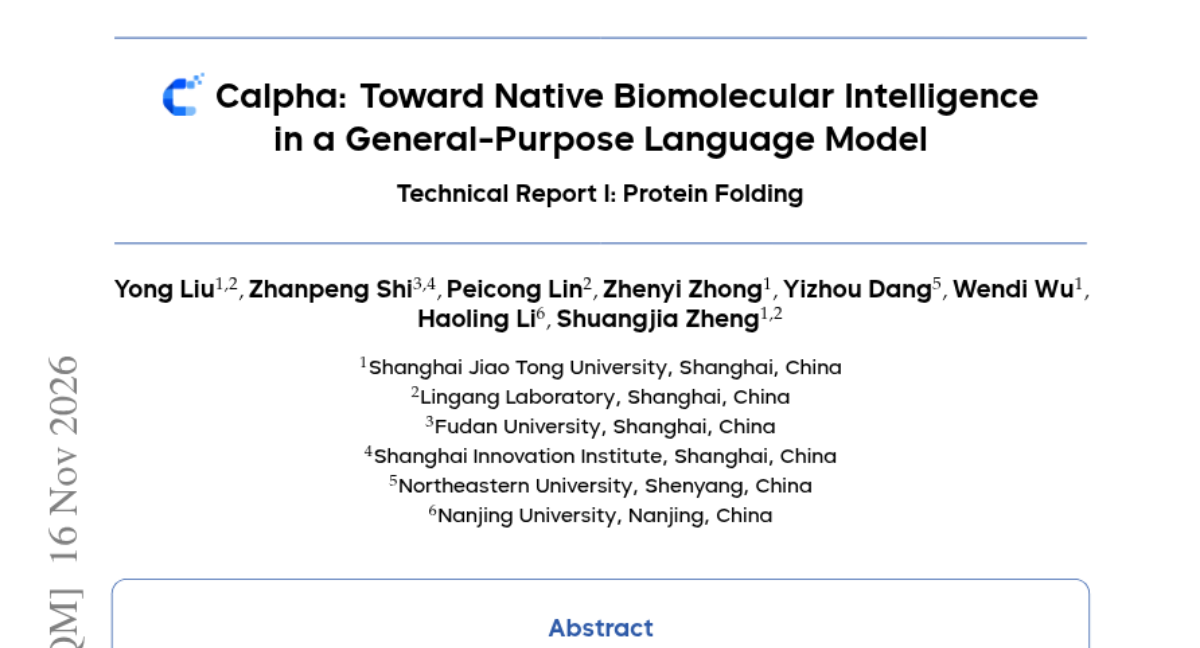 Calpha: Toward Native Biomolecular Intelligence
in a General-Purpose Language Model
Technical Report I: Protein Folding
Yong Liu1,2, Zhanpeng Shi3,4, Peicong Lin2, Zhenyi Zhong1, Yizhou Dang5, Wendi Wu1,
Haoling Li6, Shuangjia Zheng1,2
1Shanghai Jiao Tong University, Shanghai, China
2Lingang Laboratory, Shanghai, China
3Fudan University, Shanghai, China
4Shanghai Innovation Institute, Shanghai, China
5Northeastern University, Shenyang, China
6Nanjing University, Nanjing, China
QM] 16 Nov 2026
Abstract